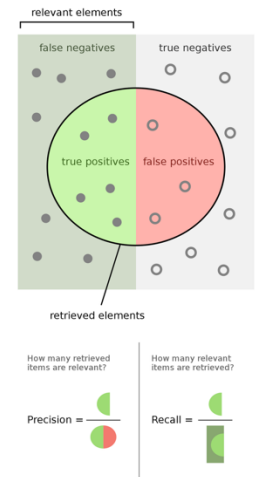 relevant elements
false negatives
true negatives
true positives
false positives
retrieved elements
How many retrieved
items are relevant?
How many relevant
items are retrieved?
Precision =
Recall =